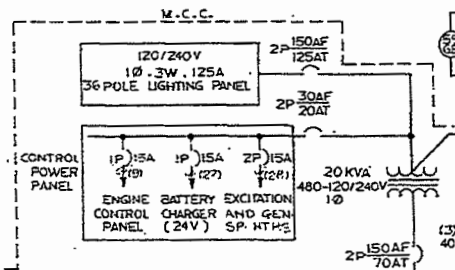 M.C.C.
120/240V
1Ø . 3W . 125A
36 POLE LIGHTING PANEL
2P 150AF
125AT
2P 30AF
20AT
CONTROL
POWER
PANEL
1P 15A
1P 15A
2P 15A
(9)
(27)
(28)
ENGINE
CONTROL
PANEL
BATTERY
CHARGER
(24V)
EXCITATION
AND GEN
SP. HTRS
20 KVA
480-120/240V
1Ø
2P 150AF
70AT
(3)
40